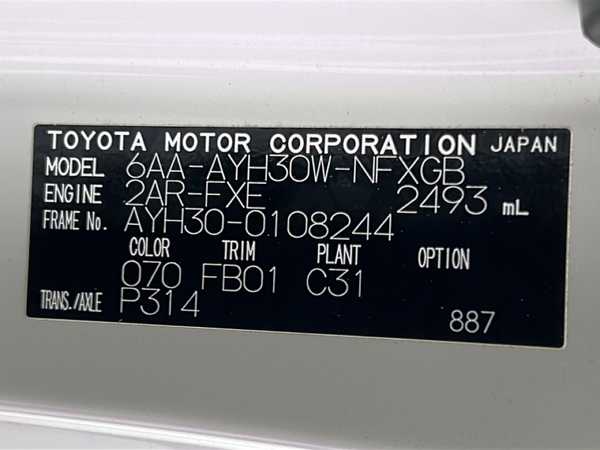 TOYOTA MOTOR CORPORATION JAPAN
MODEL 6AA-AYH30W-NFXGB
ENGINE 2AR-FXE 2493 mL
FRAME No. AYH30-0108244
COLOR TRIM PLANT OPTION
070 FB01 C31
TRANS./AXLE P314
887